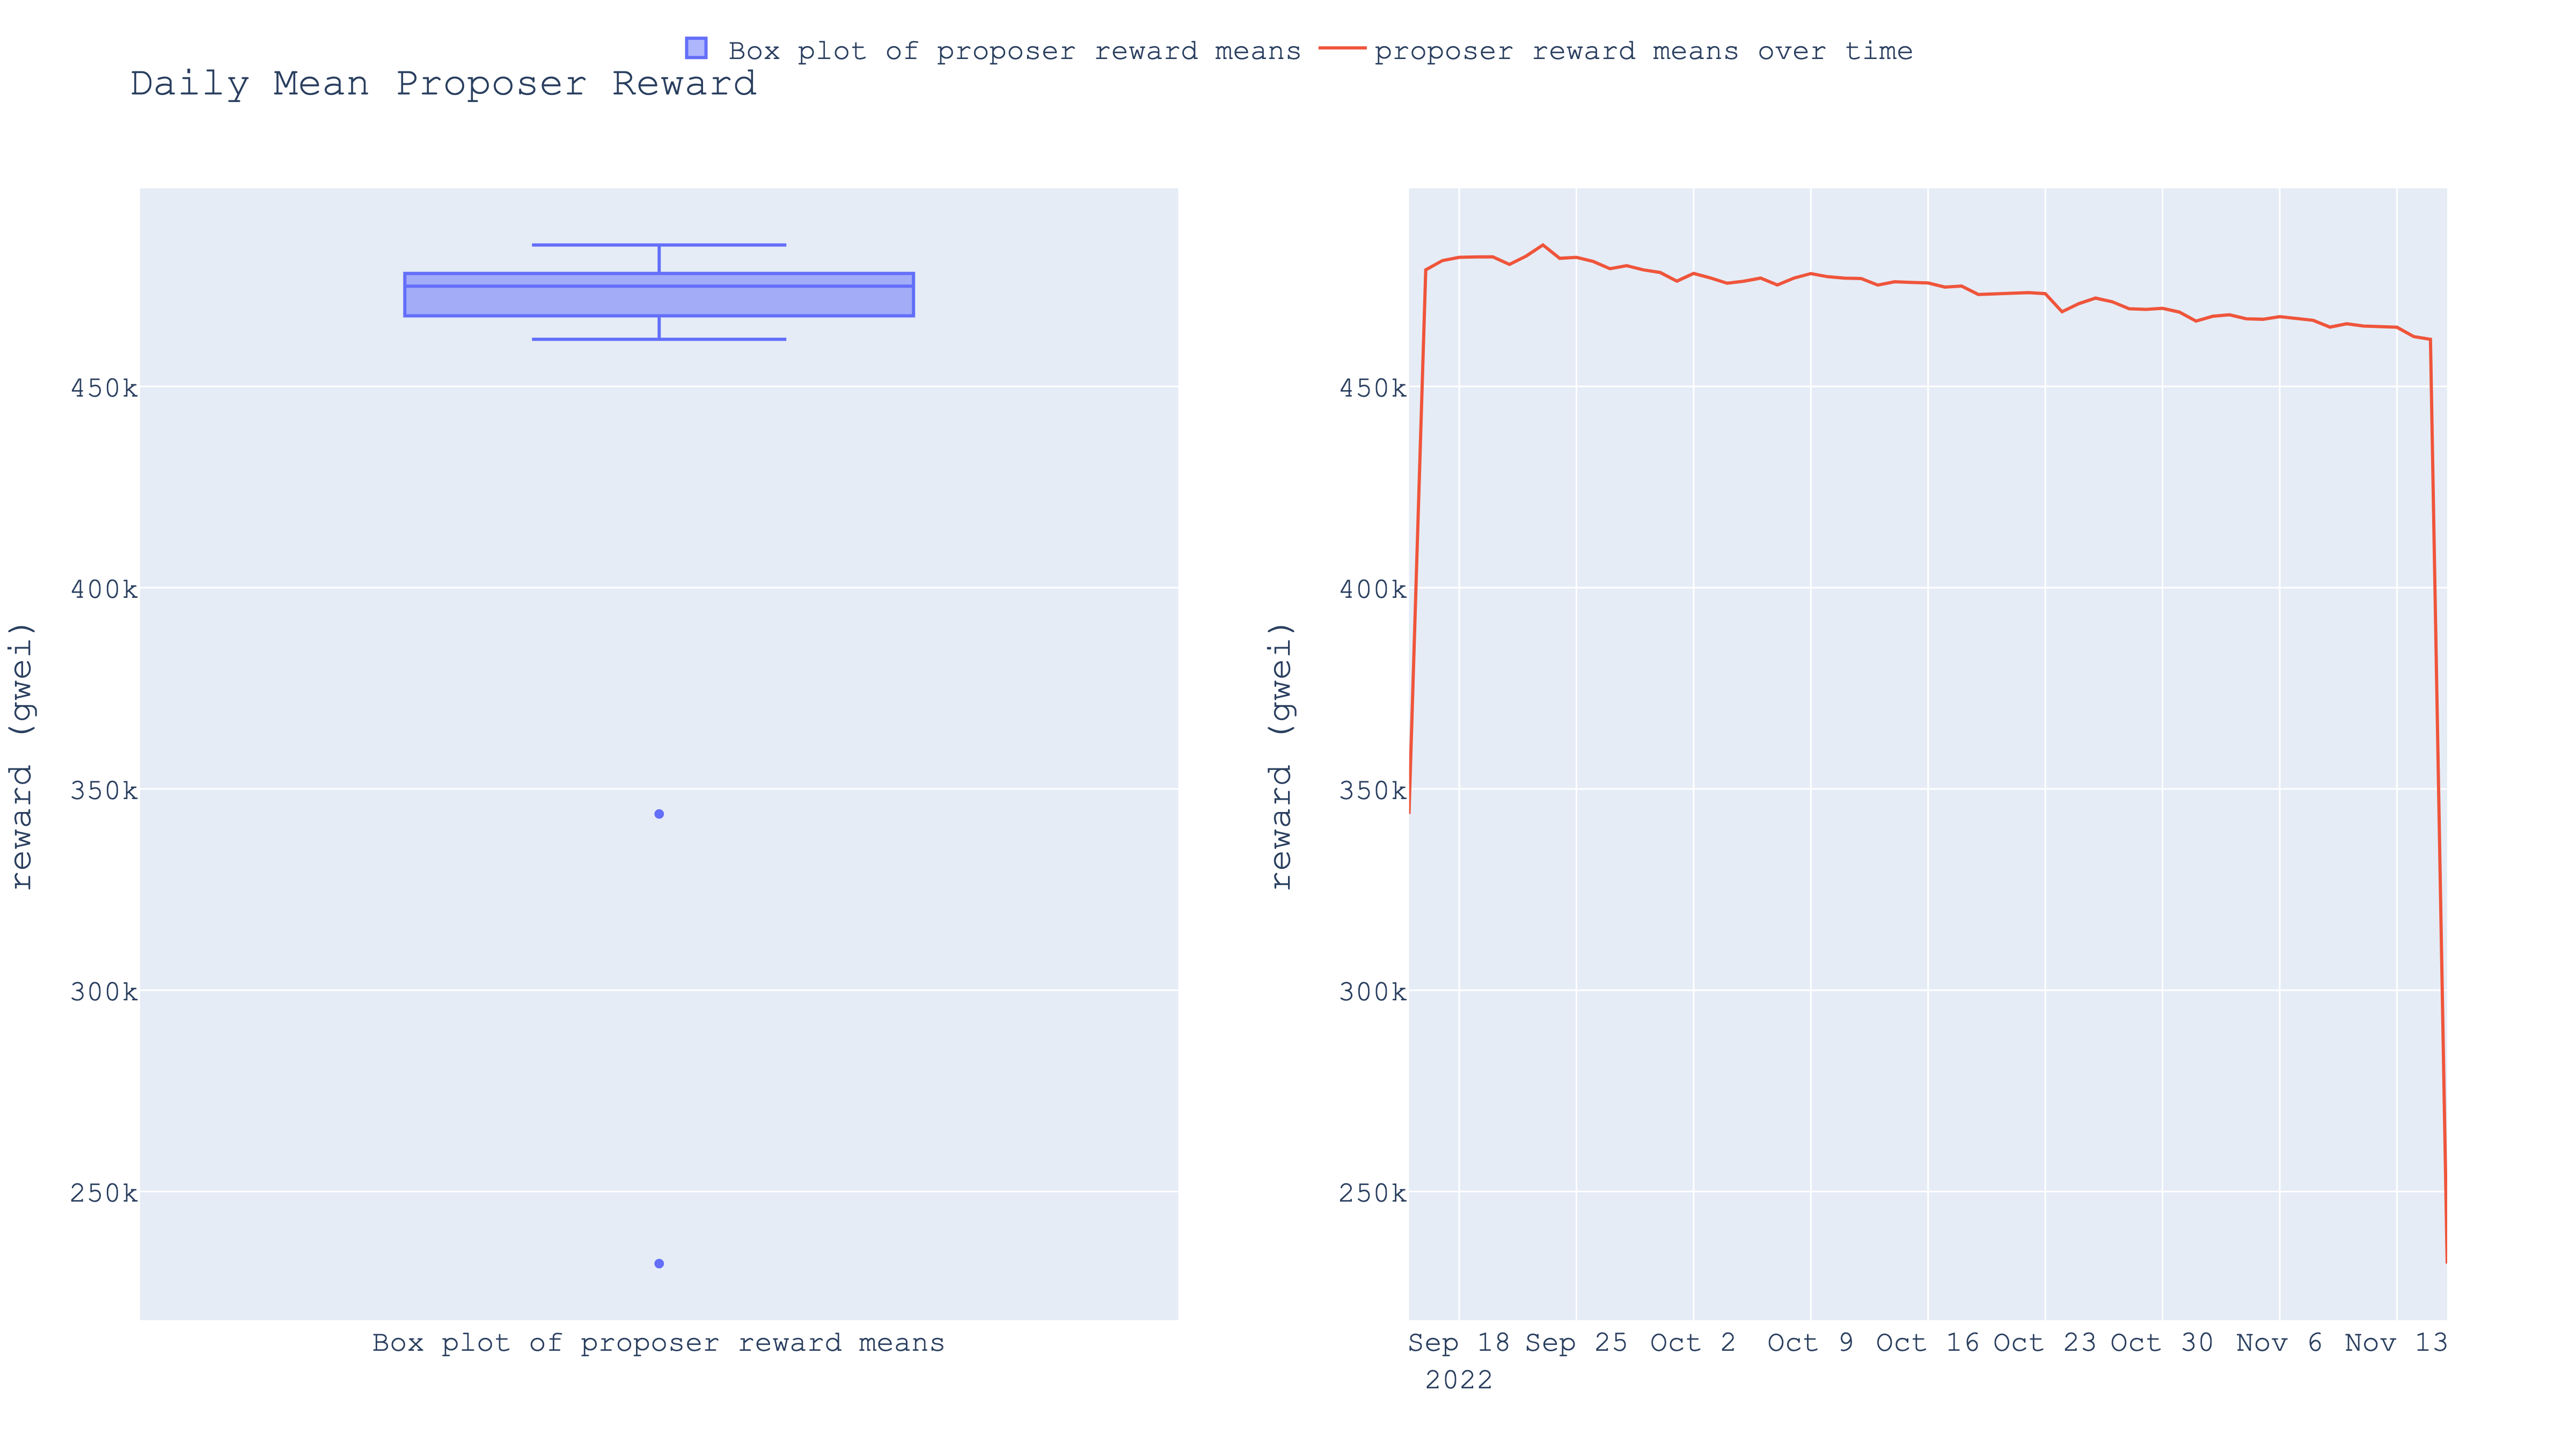 Box plot of proposer reward means
proposer reward means over time
Daily Mean Proposer Reward
reward (gwei)
450k
400k
350k
300k
250k
Box plot of proposer reward means
reward (gwei)
450k
400k
350k
300k
250k
Sep 18 Sep 25 Oct 2 Oct 9 Oct 16 Oct 23 Oct 30 Nov 6 Nov 13
2022